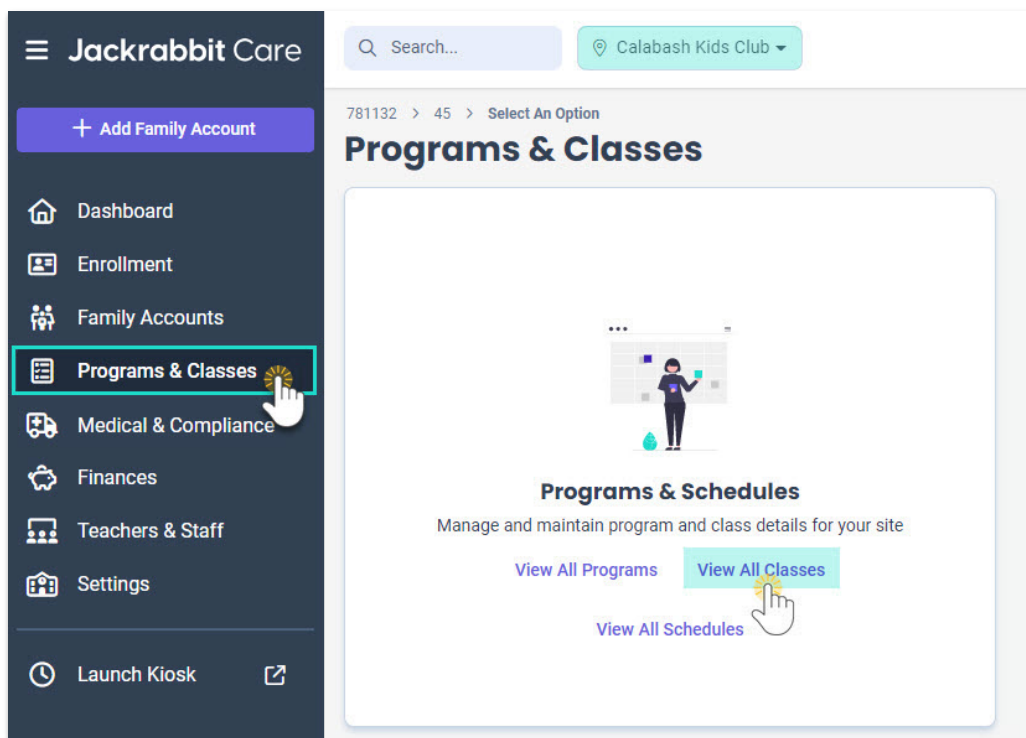 Jackrabbit Care
+ Add Family Account
Dashboard
Enrollment
Family Accounts
Programs & Classes
Medical & Compliance
Finances
Teachers & Staff
Settings
Launch Kiosk
Search...
Calabash Kids Club
781132 > 45 > Select An Option
Programs & Classes
Programs & Schedules
Manage and maintain program and class details for your site
View All Programs View All Classes
View All Schedules